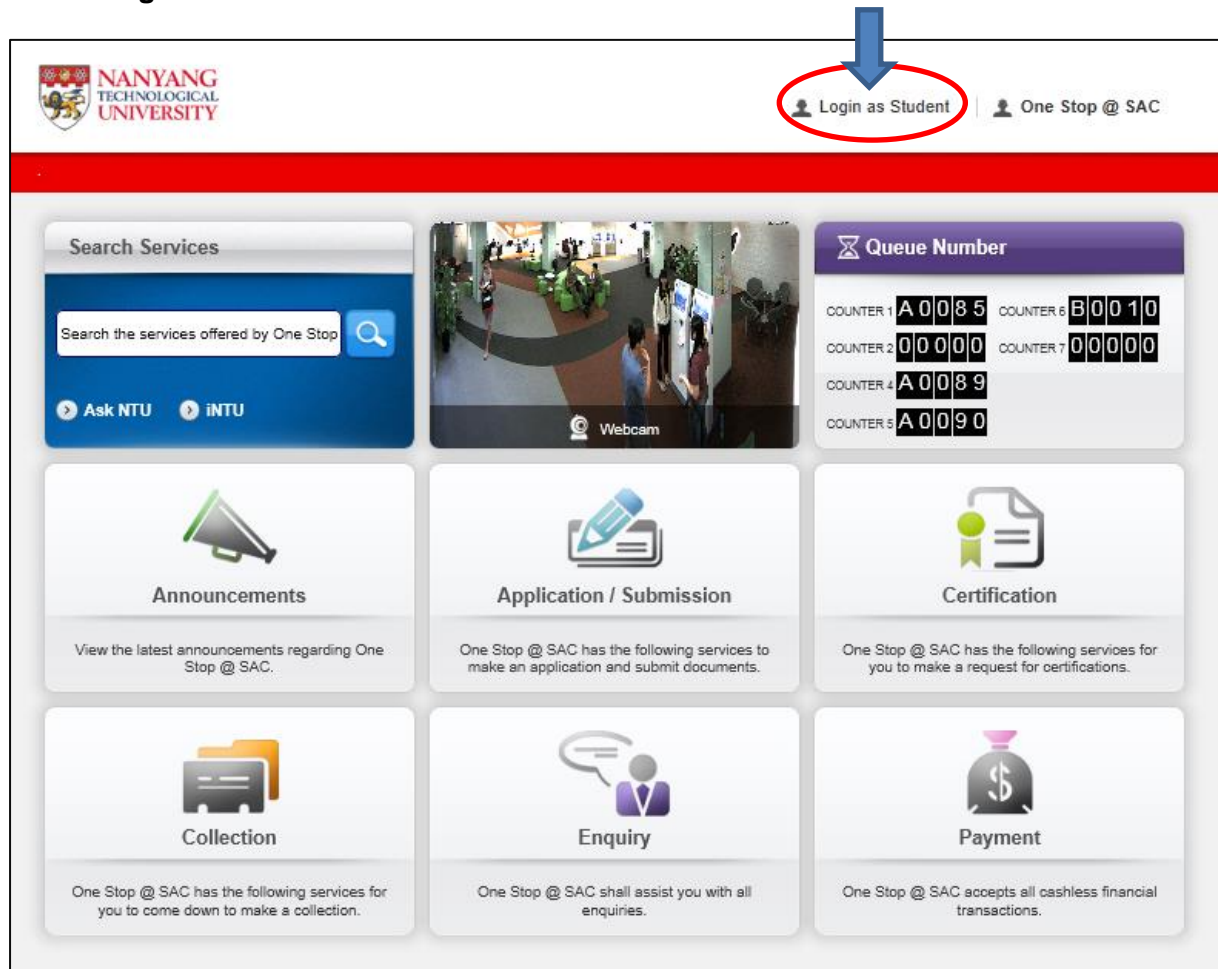 NANYANG
TECHNOLOGICAL
UNIVERSITY
Login as Student
One Stop @ SAC
Search Services
Search the services offered by One Stop
Ask NTU iNTU
Webcam
Queue Number
COUNTER 1 A0085 COUNTER 6 B0010
COUNTER 2 00000 COUNTER 7 00000
COUNTER 4 A0089
COUNTER 5 A0090
Announcements
View the latest announcements regarding One
Stop @ SAC.
Application / Submission
One Stop @ SAC has the following services to
make an application and submit documents.
Certification
One Stop @ SAC has the following services for
you to make a request for certifications.
Collection
One Stop @ SAC has the following services for
you to come down to make a collection.
Enquiry
One Stop @ SAC shall assist you with all
enquiries.
Payment
One Stop @ SAC accepts all cashless financial
transactions.